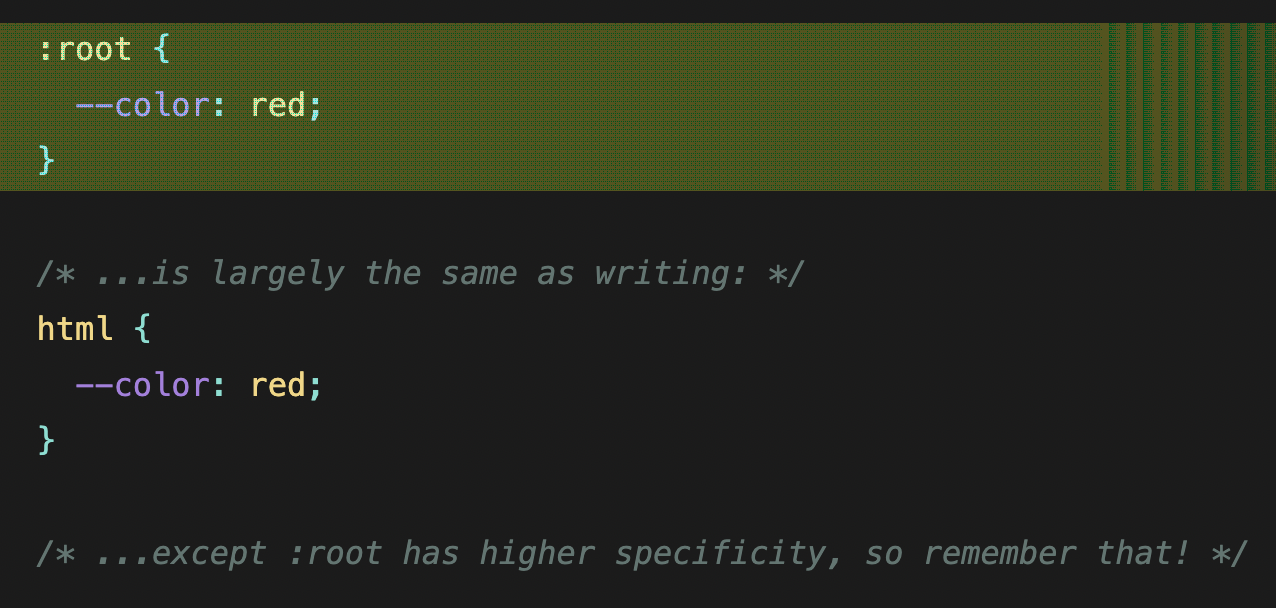 :root {
  --color: red;
}
/* ...is largely the same as writing: */
html {
  --color: red;
}
/* ...except :root has higher specificity, so remember that! */